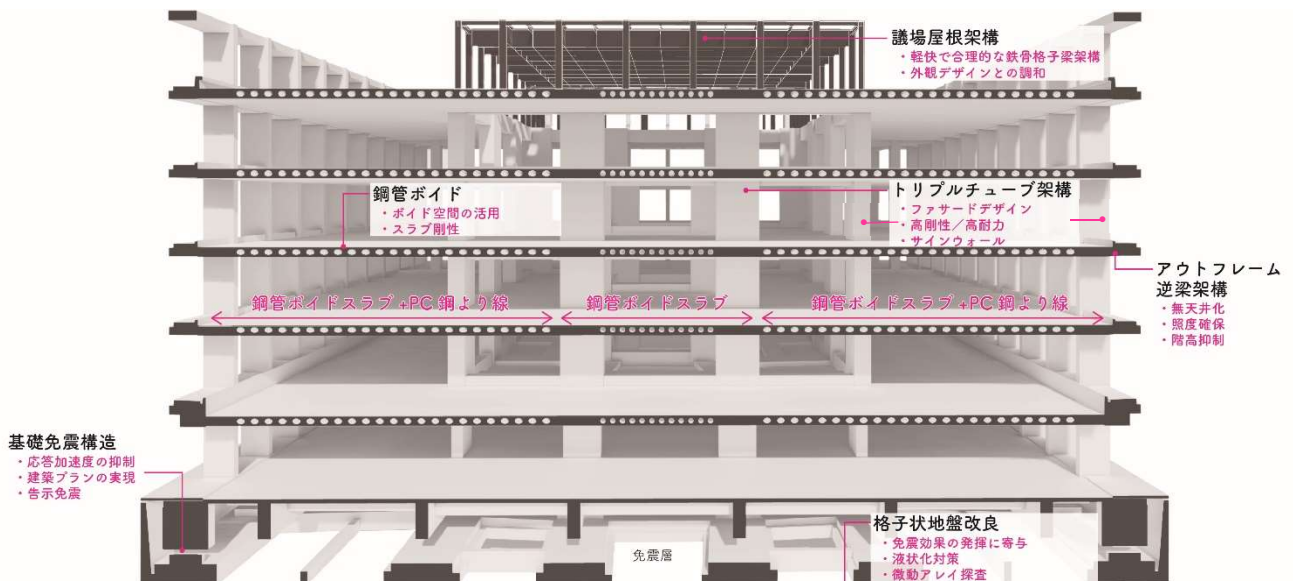 議場屋根架構
・軽快で合理的な鉄骨格子梁架構
・外観デザインとの調和
鋼管ボイド
・ボイド空間の活用
・スラブ剛性
トリプルチューブ架構
・ファサードデザイン
・高剛性／高耐力
・サインウォール
アウトフレーム
逆梁架構
・無天井化
・照度確保
・階高抑制
鋼管ボイドスラブ+PC鋼より線
鋼管ボイドスラブ
鋼管ボイドスラブ+PC鋼より線
基礎免震構造
・応答加速度の抑制
・建築プランの実現
・告示免震
免震層
格子状地盤改良
・免震効果の発揮に寄与
・液状化対策
・微動アレイ探査